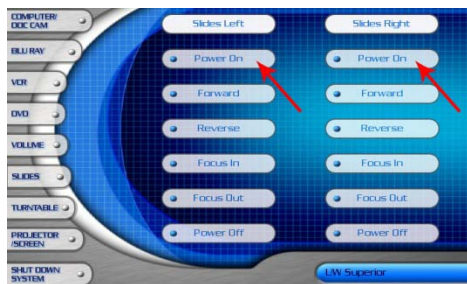 COMPUTER/
DOC CAM
BLU RAY
VCR
DVD
VOLUME
SLIDES
TURNTABLE
PROJECTOR
/SCREEN
SHUT DOWN
SYSTEM
Slides Left
Power On
Forward
Reverse
Focus In
Focus Out
Power Off
Slides Right
Power On
Forward
Reverse
Focus In
Focus Out
Power Off
UW Superior